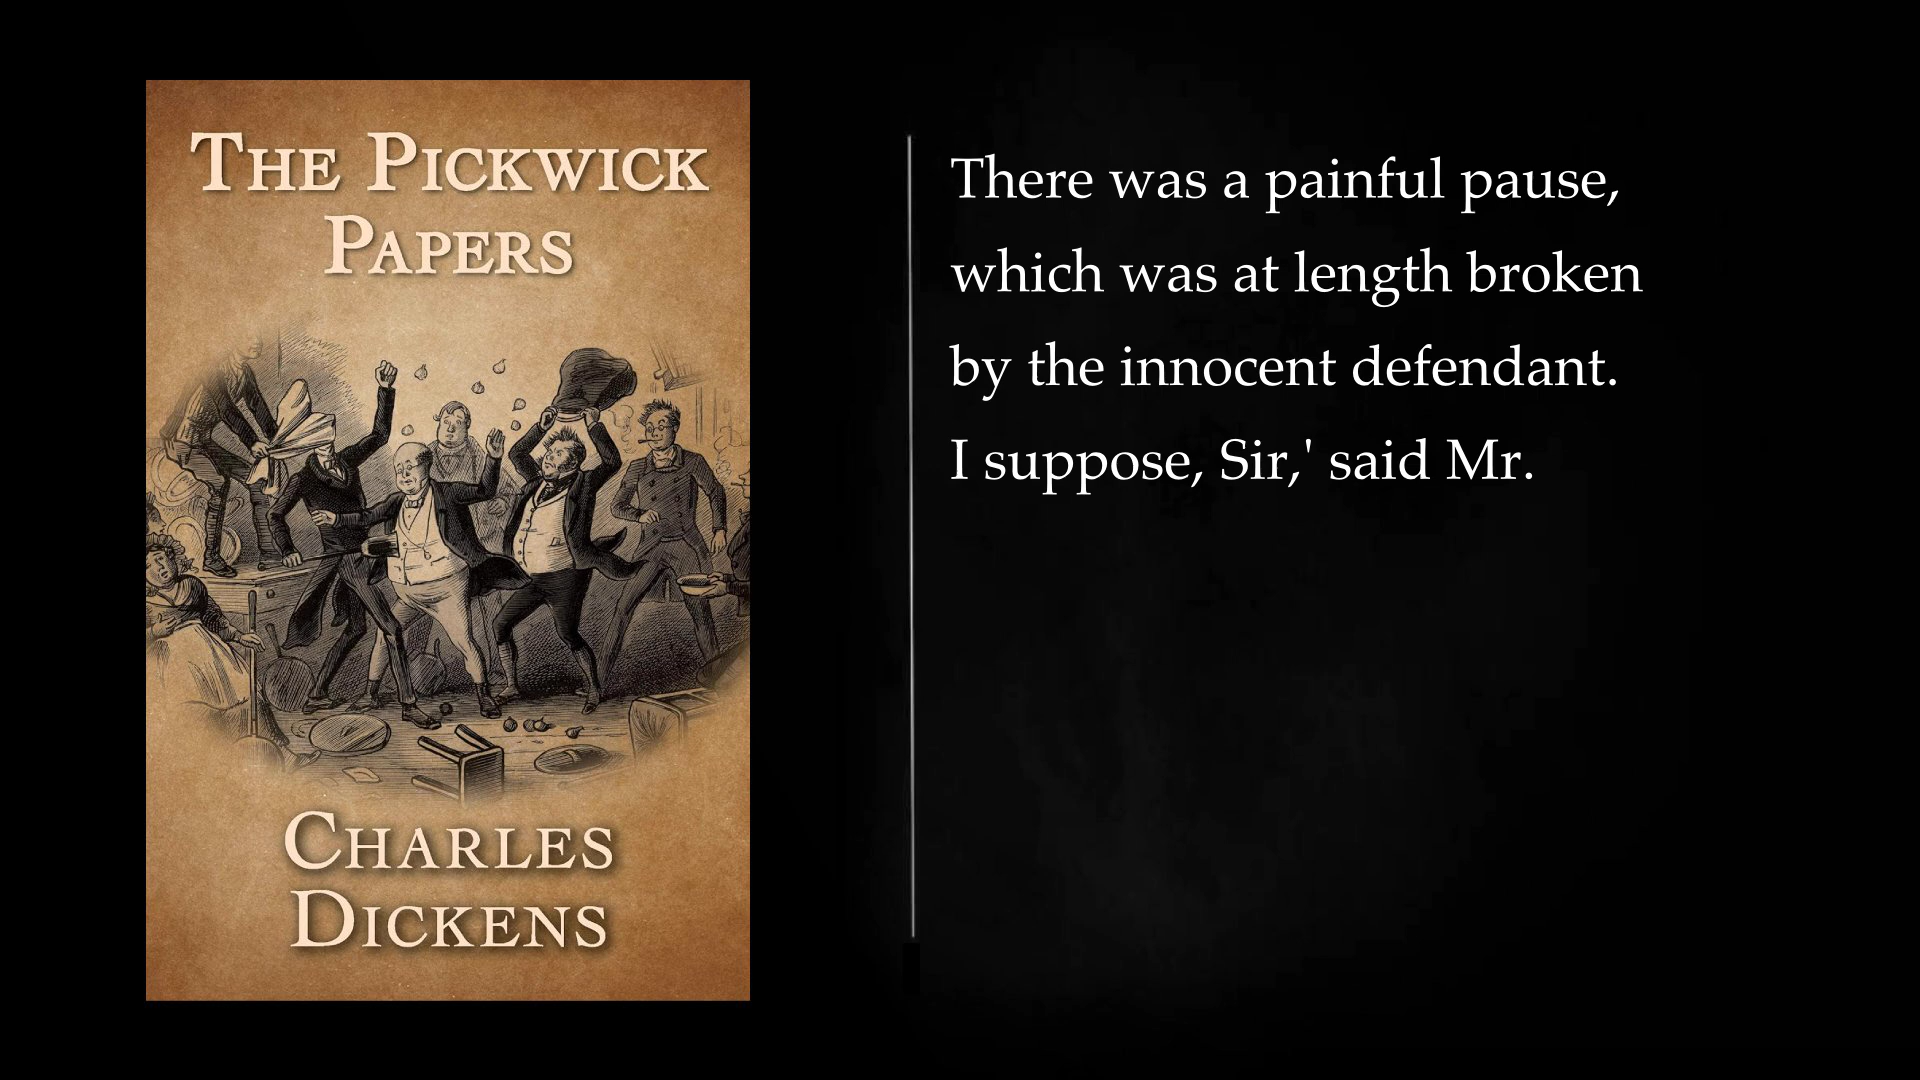 THE PICKWICK
PAPERS
CHARLES
DICKENS
There was a painful pause,
which was at length broken
by the innocent defendant.
I suppose, Sir,' said Mr.